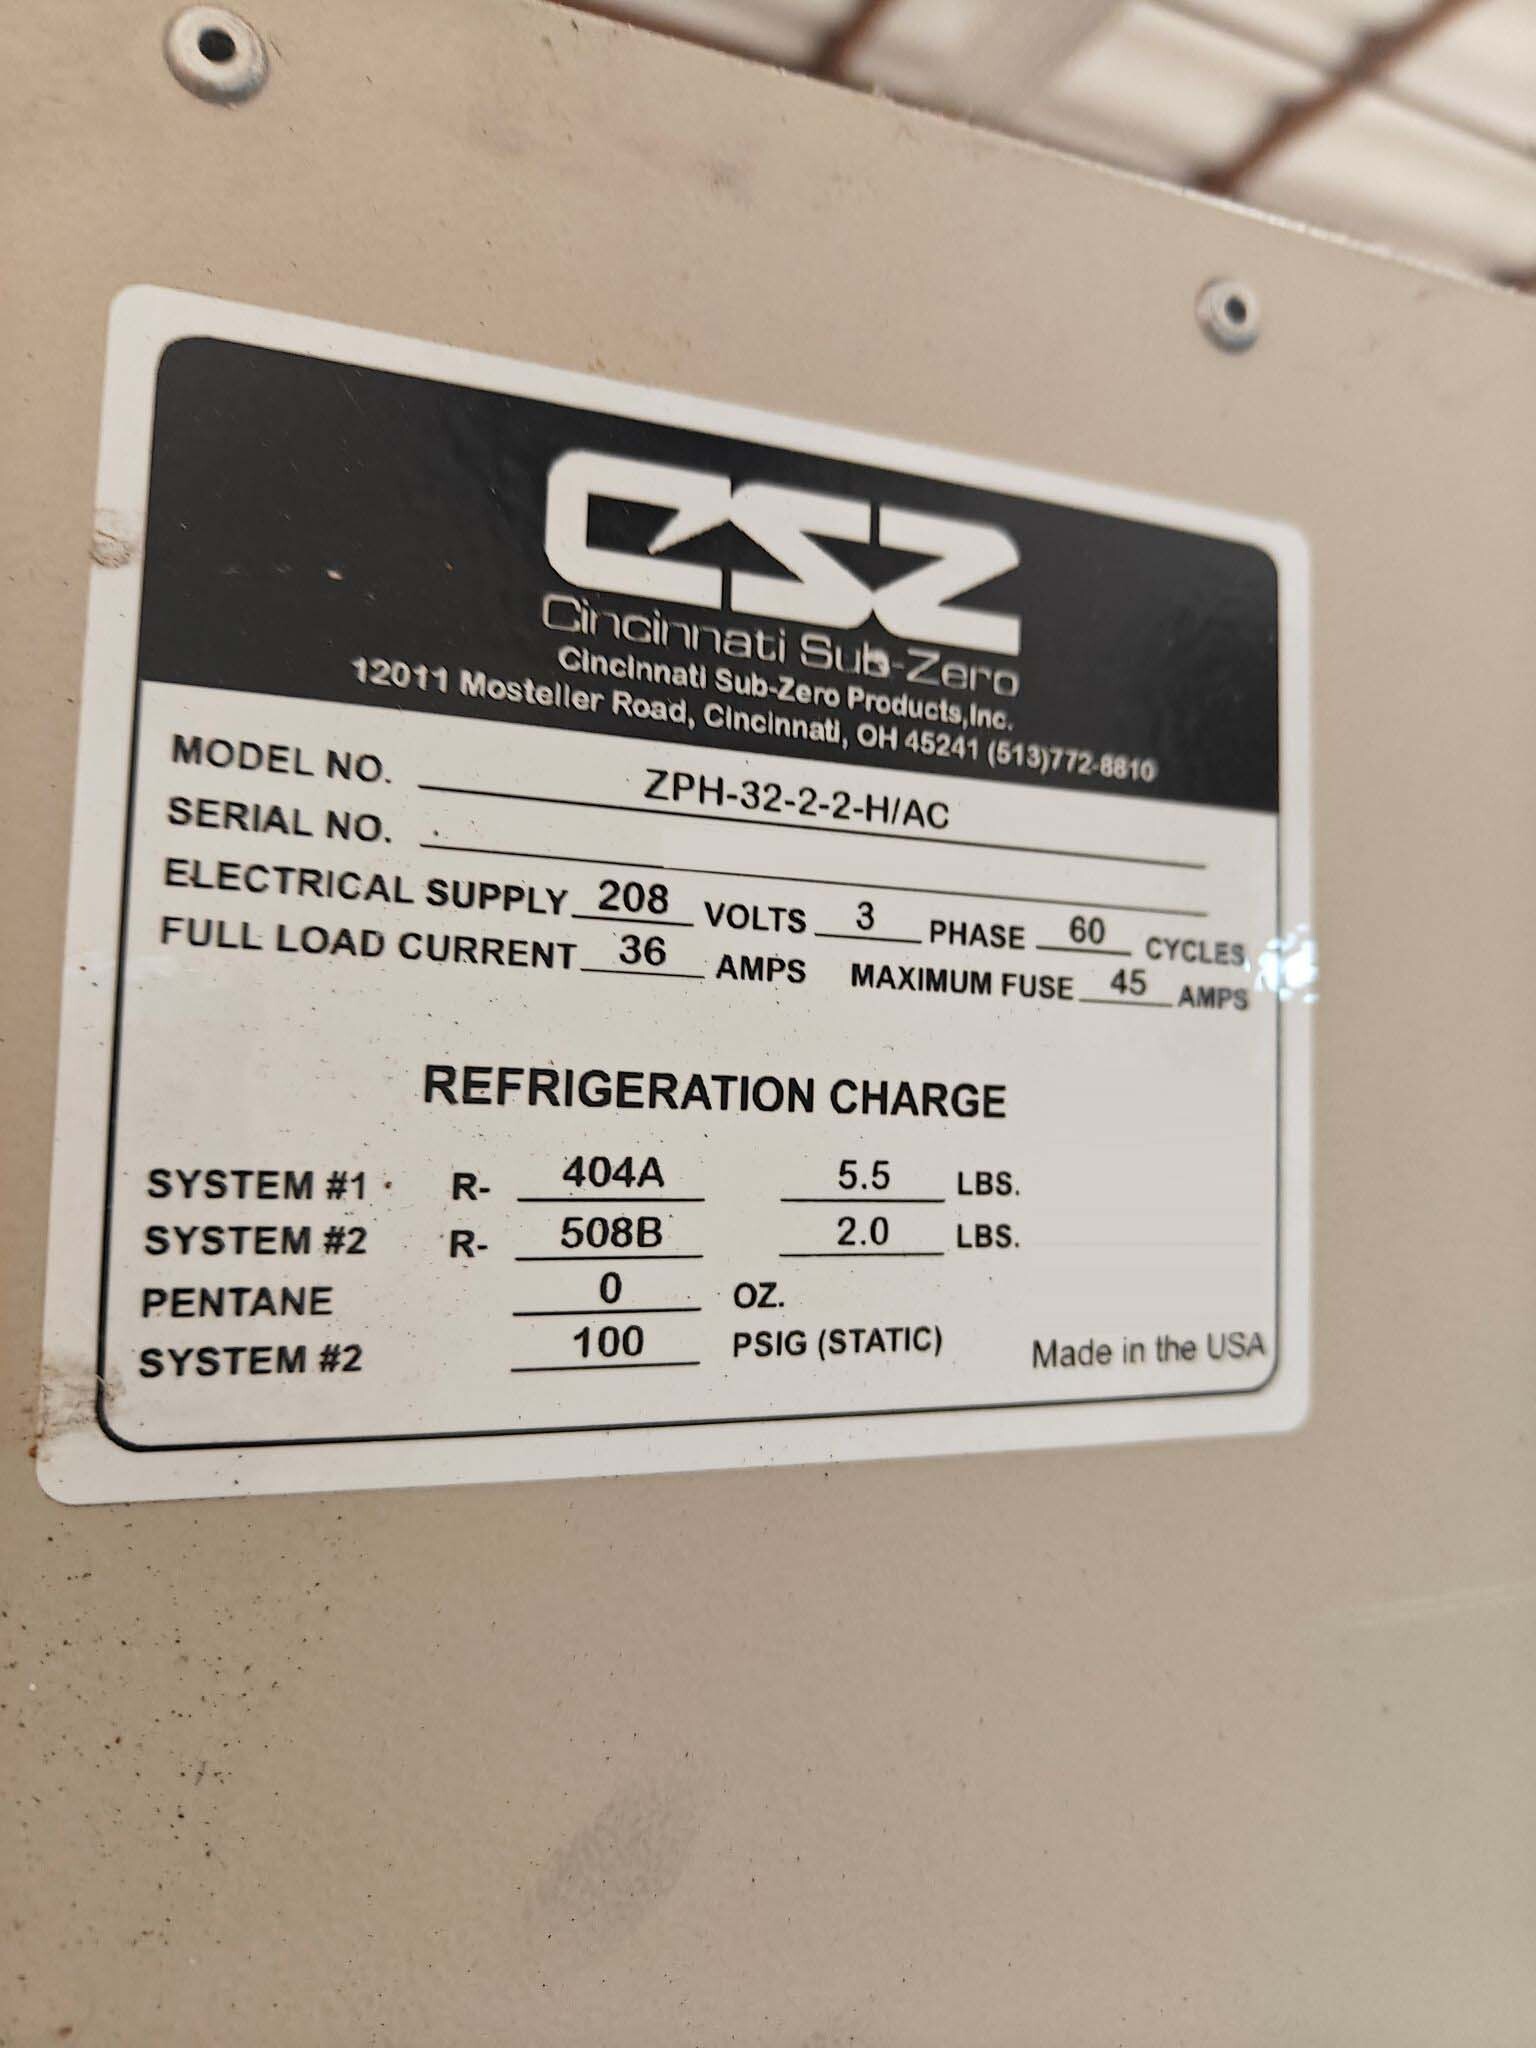 CSZ
Cincinnati Sub-Zero
Cincinnati Sub-Zero Products,Inc.
12011 Mosteller Road, Cincinnati, OH 45241 (513)772-8810
MODEL NO. ZPH-32-2-2-H/AC
SERIAL NO.
ELECTRICAL SUPPLY 208 VOLTS 3 PHASE 60 CYCLES
FULL LOAD CURRENT 36 AMPS MAXIMUM FUSE 45 AMPS
REFRIGERATION CHARGE
SYSTEM #1 R- 404A 5.5 LBS.
SYSTEM #2 R- 508B 2.0 LBS.
PENTANE 0 OZ.
SYSTEM #2 100 PSIG (STATIC) Made in the USA